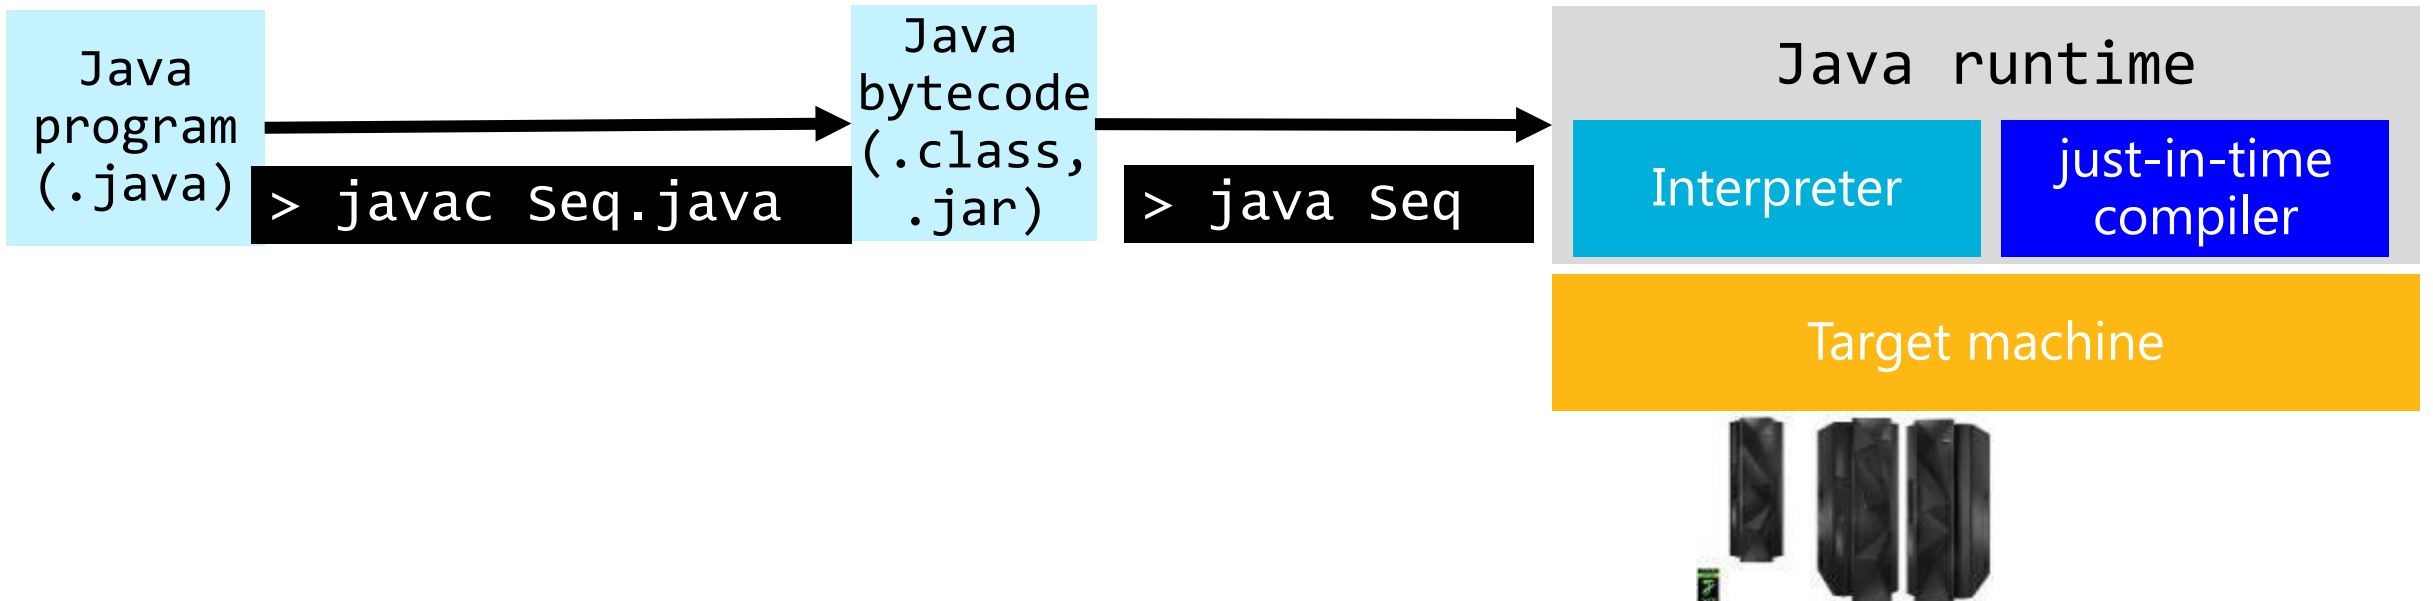 Java
program
(.java)
> javac Seq.java
Java
bytecode
(.class,
.jar)
> java Seq
Java runtime
Interpreter
just-in-time
compiler
Target machine